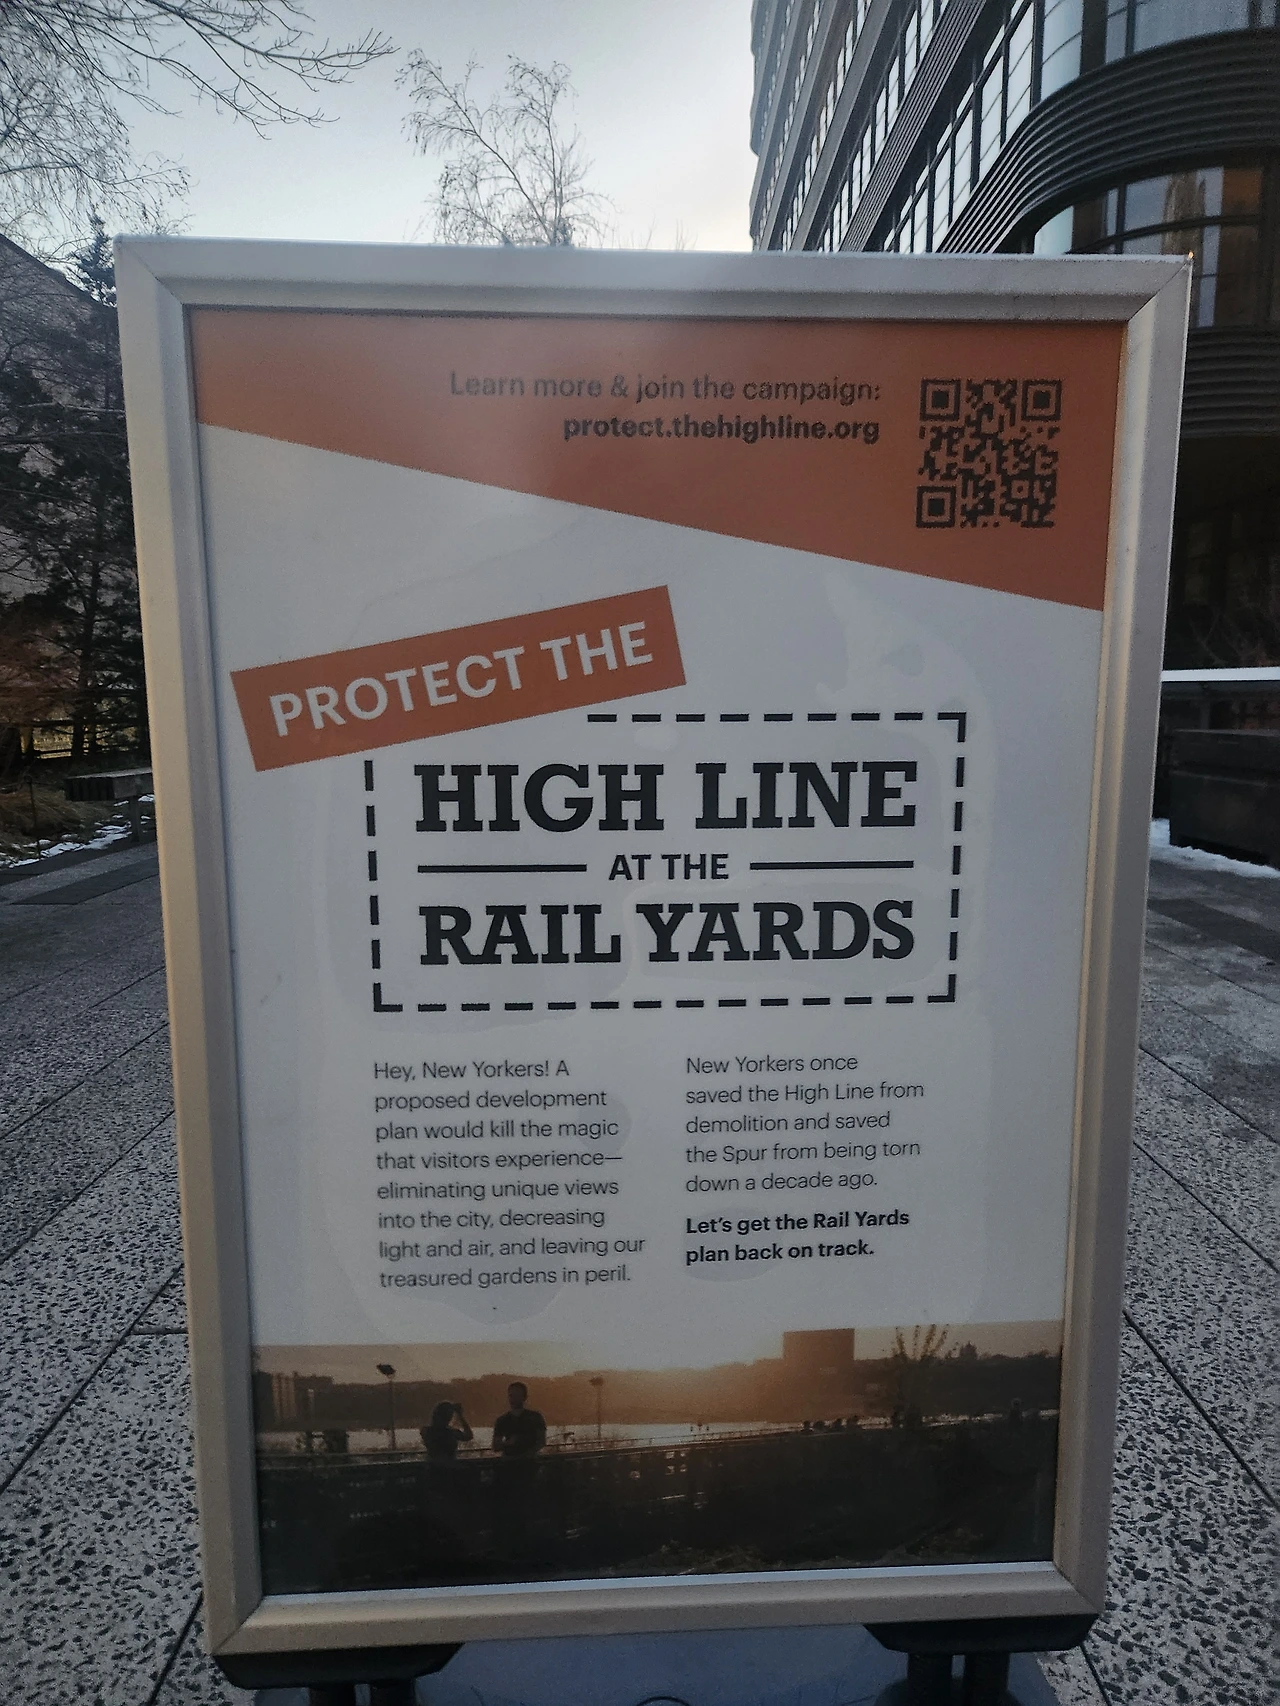 Learn more & join the campaign:
protect.thehighline.org
PROTECT THE
HIGH LINE
AT THE
RAIL YARDS
Hey, New Yorkers! A
proposed development
plan would kill the magic
that visitors experience—
eliminating unique views
into the city, decreasing
light and air, and leaving our
treasured gardens in peril.
New Yorkers once
saved the High Line from
demolition and saved
the Spur from being torn
down a decade ago.
Let's get the Rail Yards
plan back on track.